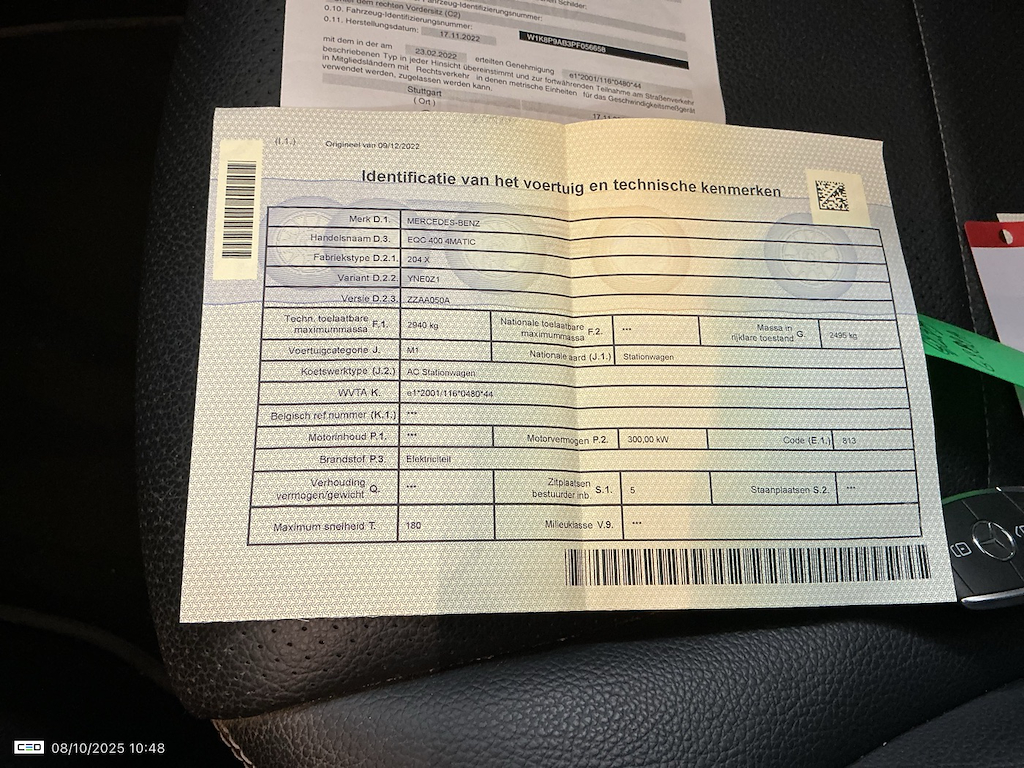 unter dem rechten Vordersitz (C2)
0.10. Fahrzeug-Identifizierungsnummer:
0.11. Herstellungsdatum: 17.11.2022
W1K8P9AB3PF056658
mit dem in der am 23.02.2022 erteilten Genehmigung e1*2001/116*0480*44
beschriebenen Typ in jeder Hinsicht übereinstimmt und zur fortwährenden Teilnahme am Straßenverkehr
in Mitgliedsländern mit Rechtsverkehr in denen metrische Einheiten für das Geschwindigkeitsmeßgerät
verwendet werden, zugelassen werden kann.
Stuttgart
( Ort )
(I.1.) Origineel van 09/12/2022
Identificatie van het voertuig en technische kenmerken
Merk D.1. MERCEDES-BENZ
Handelsnaam D.3. EQC 400 4MATIC
Fabriekstype D.2.1. 204 X
Variant D.2.2. YNE0Z1
Versie D.2.3. ZZAA050A
Techn. toelaatbare maximummassa F.1. 2940 kg Nationale toelaatbare maximummassa F.2. *** Massa in rijklare toestand G. 2495 kg
Voertuigcategorie J. M1 Nationale aard (J.1.) Stationwagen
Koetswerktype (J.2.) AC Stationwagen
WVTA K. e1*2001/116*0480*44
Belgisch ref.nummer (K.1.) ***
Motorinhoud P.1. *** Motorvermogen P.2. 300,00 kW Code (E.1.) 813
Brandstof P.3. Elektriciteit
Verhouding vermogen/gewicht Q. *** Zitplaatsen bestuurder inb. S.1. 5 Staanplaatsen S.2. ***
Maximum snelheid T. 180 Milieuklasse V.9. ***
08/10/2025 10:48